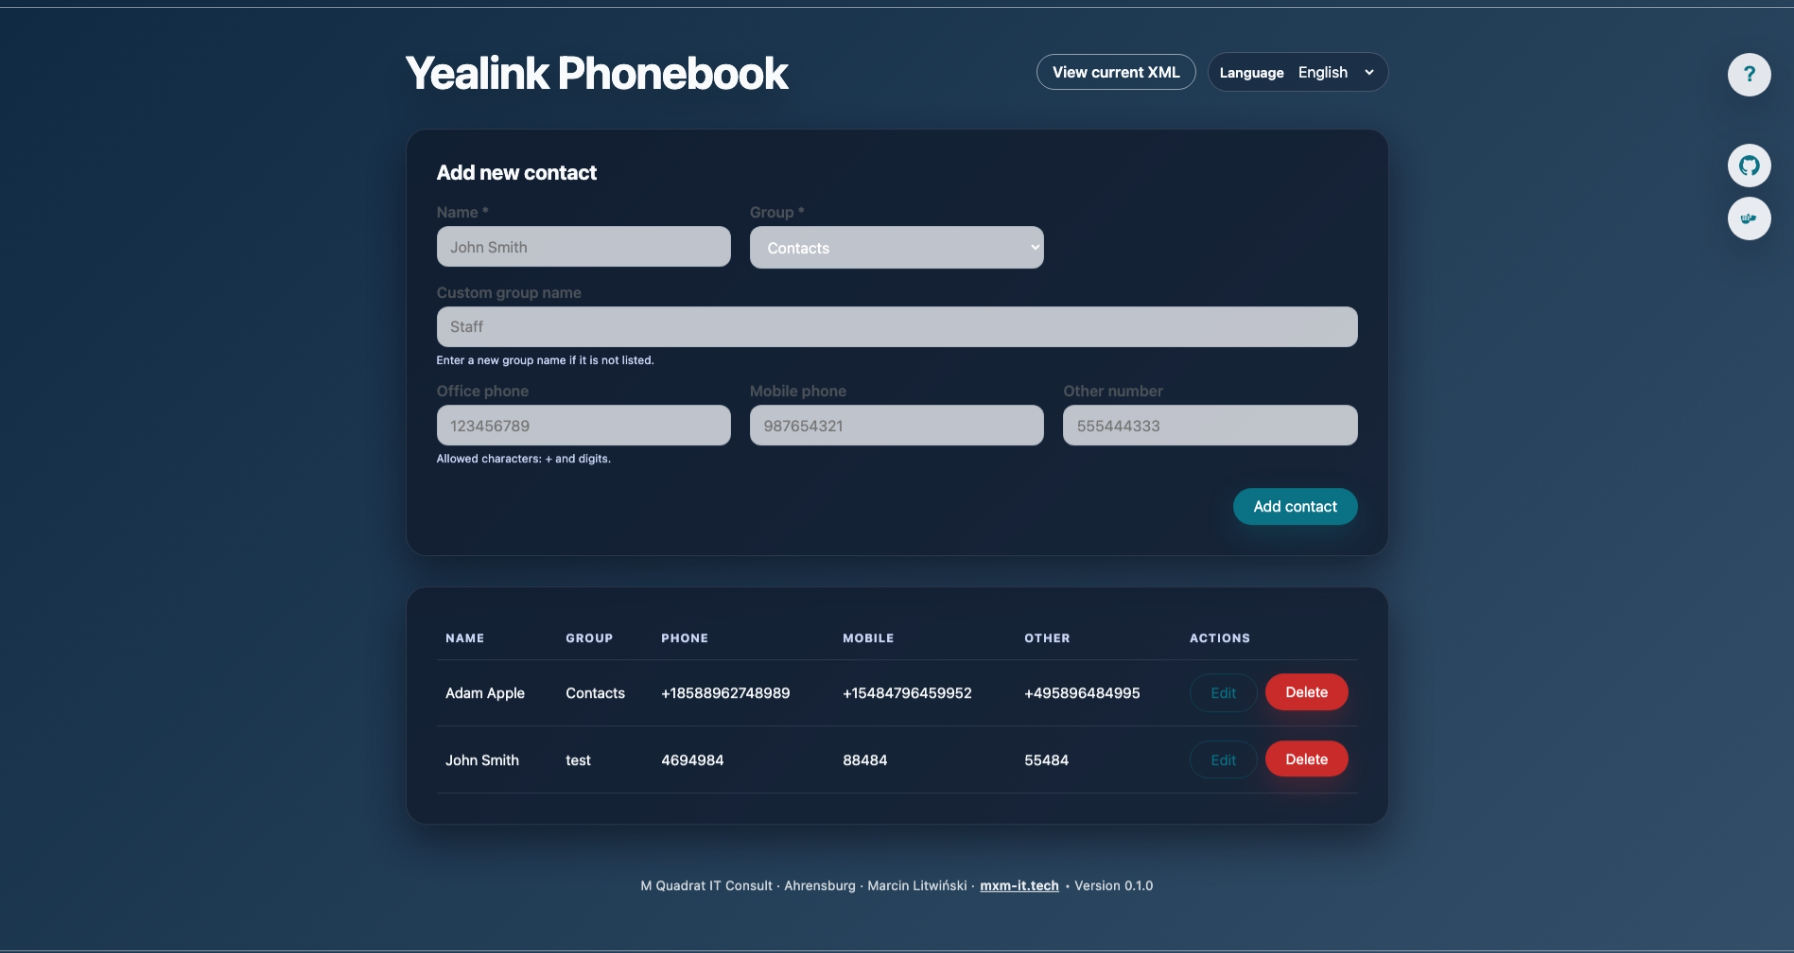 Yealink Phonebook
View current XML
Language English
?
Add new contact
Name * Group *
John Smith Contacts
Custom group name
Staff
Enter a new group name if it is not listed.
Office phone Mobile phone Other number
123456789 987654321 555444333
Allowed characters: + and digits.
Add contact
NAME GROUP PHONE MOBILE OTHER ACTIONS
Adam Apple Contacts +18588962748989 +15484796459952 +495896484995 Edit Delete
John Smith test 4694984 88484 55484 Edit Delete
M Quadrat IT Consult · Ahrensburg · Marcin Litwiński · mxm-it.tech • Version 0.1.0